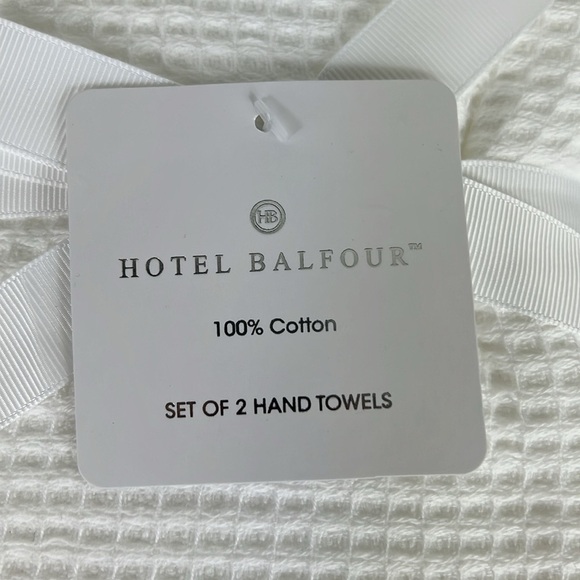 HB
HOTEL BALFOUR™
100% Cotton
SET OF 2 HAND TOWELS